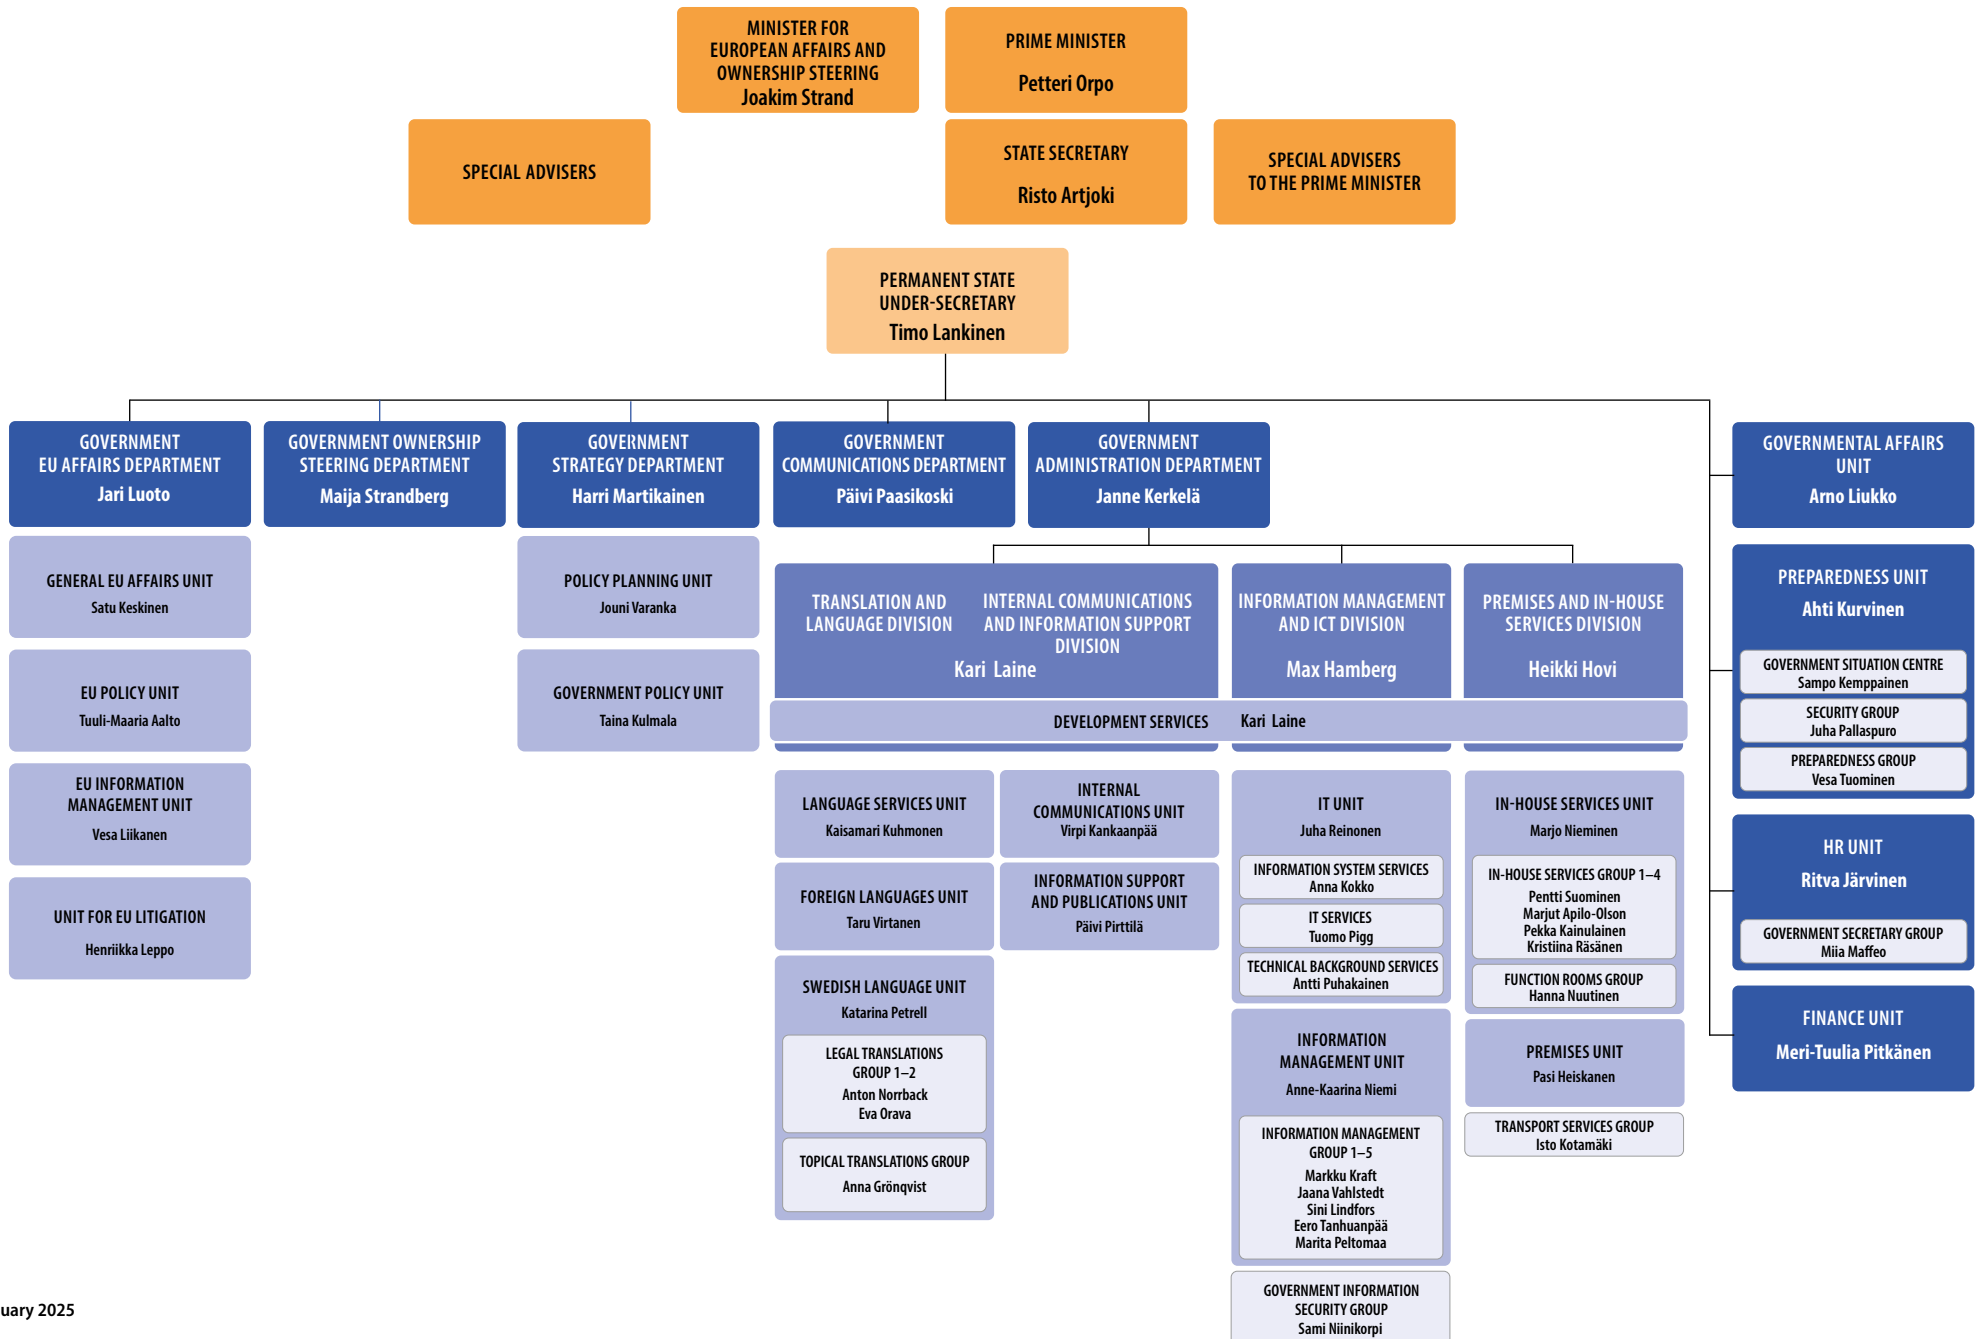 MINISTER FOR
EUROPEAN AFFAIRS AND
OWNERSHIP STEERING
Joakim Strand
PRIME MINISTER
Petteri Orpo
SPECIAL ADVISERS
STATE SECRETARY
Risto Artjoki
SPECIAL ADVISERS
TO THE PRIME MINISTER
PERMANENT STATE
UNDER-SECRETARY
Timo Lankinen
GOVERNMENT
EU AFFAIRS DEPARTMENT
Jari Luoto
GENERAL EU AFFAIRS UNIT
Satu Keskinen
EU POLICY UNIT
Tuuli-Maaria Aalto
EU INFORMATION
MANAGEMENT UNIT
Vesa Liikanen
UNIT FOR EU LITIGATION
Henriikka Leppo
GOVERNMENT OWNERSHIP
STEERING DEPARTMENT
Maija Strandberg
GOVERNMENT
STRATEGY DEPARTMENT
Harri Martikainen
POLICY PLANNING UNIT
Jouni Varanka
GOVERNMENT POLICY UNIT
Taina Kulmala
GOVERNMENT
COMMUNICATIONS DEPARTMENT
Päivi Paasikoski
GOVERNMENT
ADMINISTRATION DEPARTMENT
Janne Kerkelä
TRANSLATION AND
LANGUAGE DIVISION
INTERNAL COMMUNICATIONS
AND INFORMATION SUPPORT
DIVISION
Kari Laine
INFORMATION MANAGEMENT
AND ICT DIVISION
Max Hamberg
PREMISES AND IN-HOUSE
SERVICES DIVISION
Heikki Hovi
DEVELOPMENT SERVICES Kari Laine
LANGUAGE SERVICES UNIT
Kaisamari Kuhmonen
FOREIGN LANGUAGES UNIT
Taru Virtanen
SWEDISH LANGUAGE UNIT
Katarina Petrell
LEGAL TRANSLATIONS
GROUP 1–2
Anton Norrback
Eva Orava
TOPICAL TRANSLATIONS GROUP
Anna Grönqvist
INTERNAL
COMMUNICATIONS UNIT
Virpi Kankaanpää
INFORMATION SUPPORT
AND PUBLICATIONS UNIT
Päivi Pirttilä
IT UNIT
Juha Reinonen
INFORMATION SYSTEM SERVICES
Anna Kokko
IT SERVICES
Tuomo Pigg
TECHNICAL BACKGROUND SERVICES
Antti Puhakainen
INFORMATION
MANAGEMENT UNIT
Anne-Kaarina Niemi
INFORMATION MANAGEMENT
GROUP 1–5
Markku Kraft
Jaana Vahlstedt
Sini Lindfors
Eero Tanhuanpää
Marita Peltomaa
GOVERNMENT INFORMATION
SECURITY GROUP
Sami Niinikorpi
IN-HOUSE SERVICES UNIT
Marjo Nieminen
IN-HOUSE SERVICES GROUP 1–4
Pentti Suominen
Marjut Apilo-Olson
Pekka Kainulainen
Kristiina Räsänen
FUNCTION ROOMS GROUP
Hanna Nuutinen
PREMISES UNIT
Pasi Heiskanen
TRANSPORT SERVICES GROUP
Isto Kotamäki
GOVERNMENTAL AFFAIRS
UNIT
Arno Liukko
PREPAREDNESS UNIT
Ahti Kurvinen
GOVERNMENT SITUATION CENTRE
Sampo Kemppainen
SECURITY GROUP
Juha Pallaspuro
PREPAREDNESS GROUP
Vesa Tuominen
HR UNIT
Ritva Järvinen
GOVERNMENT SECRETARY GROUP
Miia Maffeo
FINANCE UNIT
Meri-Tuulia Pitkänen
uary 2025